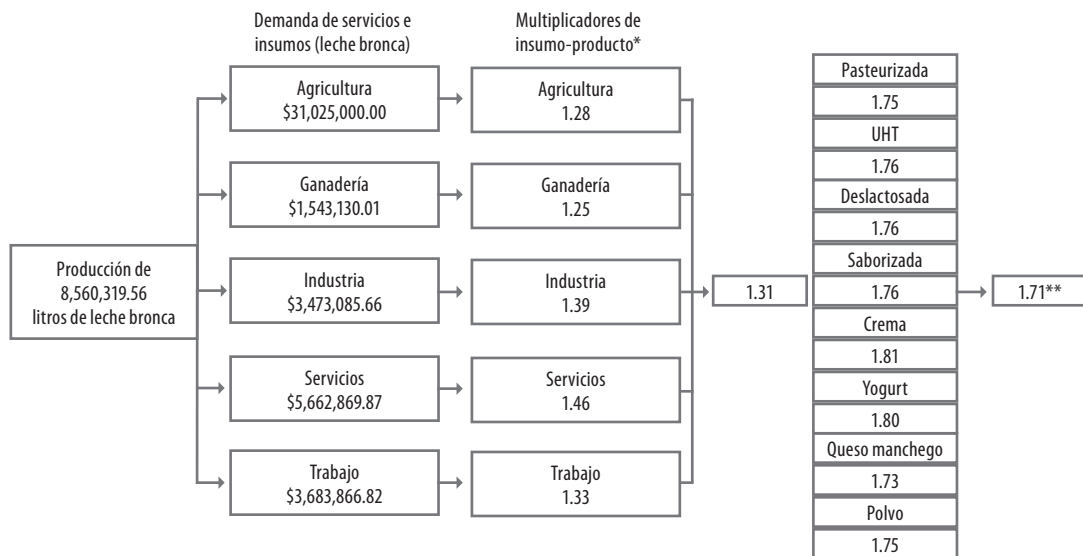 Demanda de servicios e
insumos (leche bronca)
Multiplicadores de
insumo-producto*
Producción de
8,560,319.56
litros de leche bronca
Agricultura
$31,025,000.00
Ganadería
$1,543,130.01
Industria
$3,473,085.66
Servicios
$5,662,869.87
Trabajo
$3,683,866.82
Agricultura
1.28
Ganadería
1.25
Industria
1.39
Servicios
1.46
Trabajo
1.33
1.31
Pasteurizada
1.75
UHT
1.76
Deslactosada
1.76
Saborizada
1.76
Crema
1.81
Yogurt
1.80
Queso manchego
1.73
Polvo
1.75
1.71**